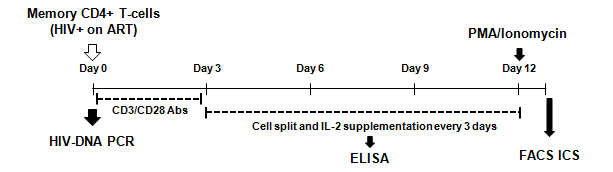 Memory CD4+ T-cells
(HIV+ on ART)
PMA/Ionomycin
Day 0 Day 3 Day 6 Day 9 Day 12
CD3/CD28 Abs
Cell split and IL-2 supplementation every 3 days
HIV-DNA PCR
ELISA
FACS ICS